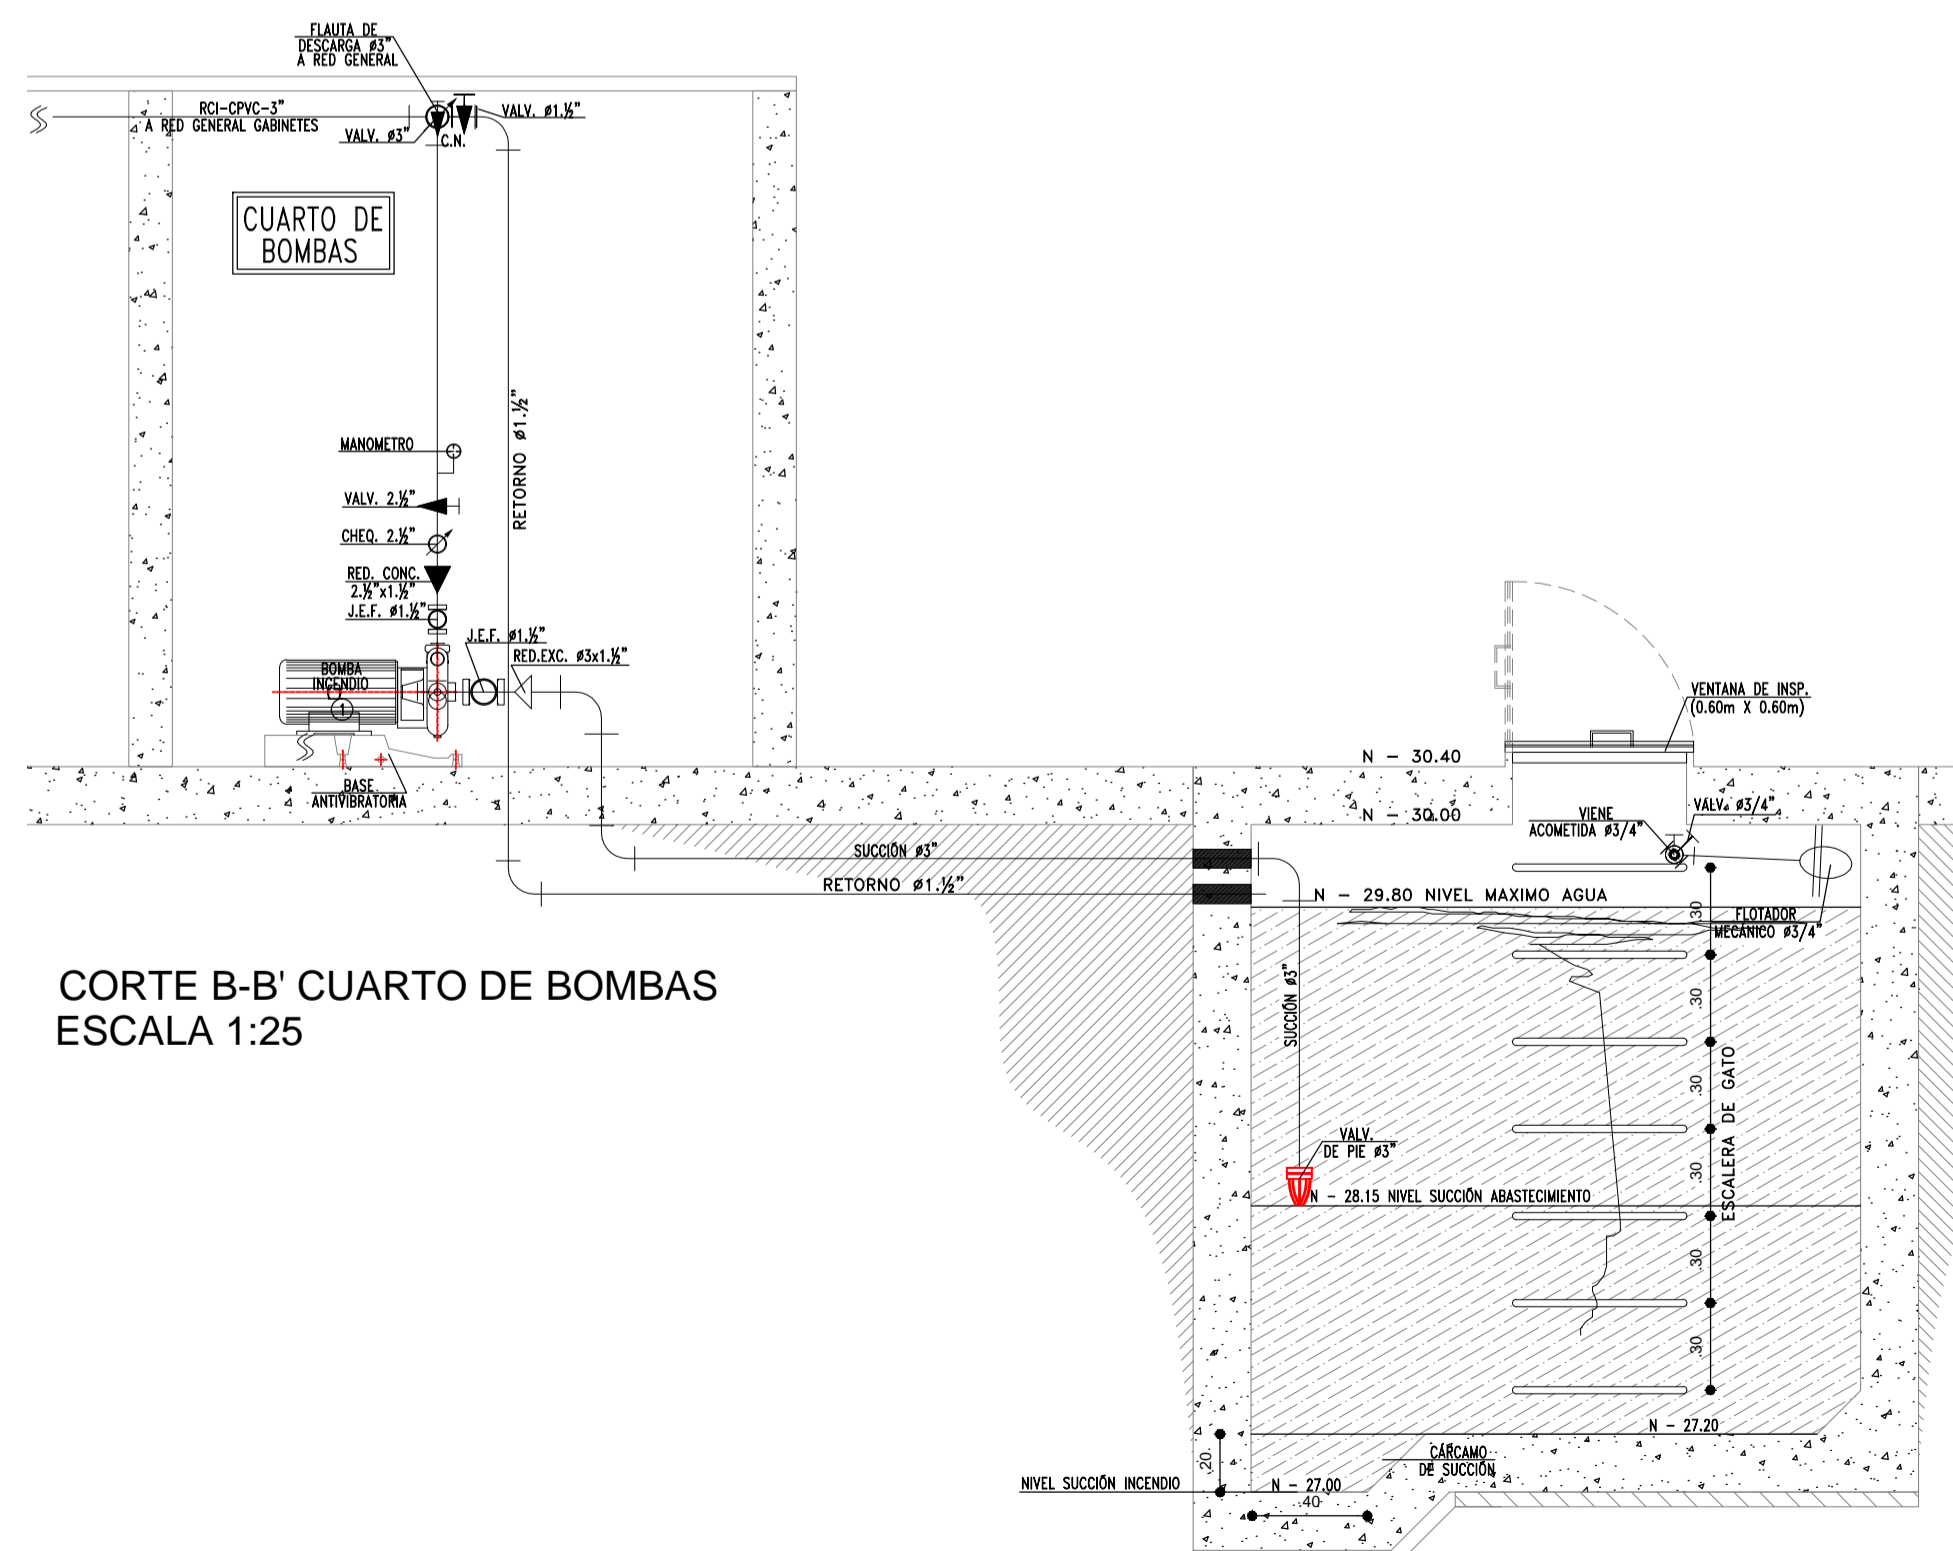 FLAUTA DE
DESCARGA ø3"
A RED GENERAL
RCI-CPVC-3"
A RED GENERAL GABINETES
VALV. ø3"
C.N.
VALV. ø1.½"
CUARTO DE
BOMBAS
RETORNO ø1.½"
MANOMETRO
VALV. 2.½"
CHEQ. 2.½"
RED. CONC.
2.½"x1.½"
J.E.F. ø1.½"
J.E.F. ø1.½"
RED.EXC. ø3x1.½"
BOMBA
INCENDIO
1
BASE
ANTIVIBRATORIA
VENTANA DE INSP.
(0.60m X 0.60m)
N - 30.40
N - 30.00
VIENE
ACOMETIDA ø3/4"
VALV. ø3/4"
SUCCIÓN ø3"
RETORNO ø1.½"
N - 29.80 NIVEL MAXIMO AGUA
FLOTADOR
MECÁNICO ø3/4"
.30
.30
.30
.30
.30
.30
ESCALERA DE GATO
SUCCIÓN ø3"
CORTE B-B' CUARTO DE BOMBAS
ESCALA 1:25
VALV.
DE PIE ø3"
N - 28.15 NIVEL SUCCIÓN ABASTECIMIENTO
N - 27.20
CÁRCAMO
DE SUCCIÓN
.20
NIVEL SUCCIÓN INCENDIO
N - 27.00
.40